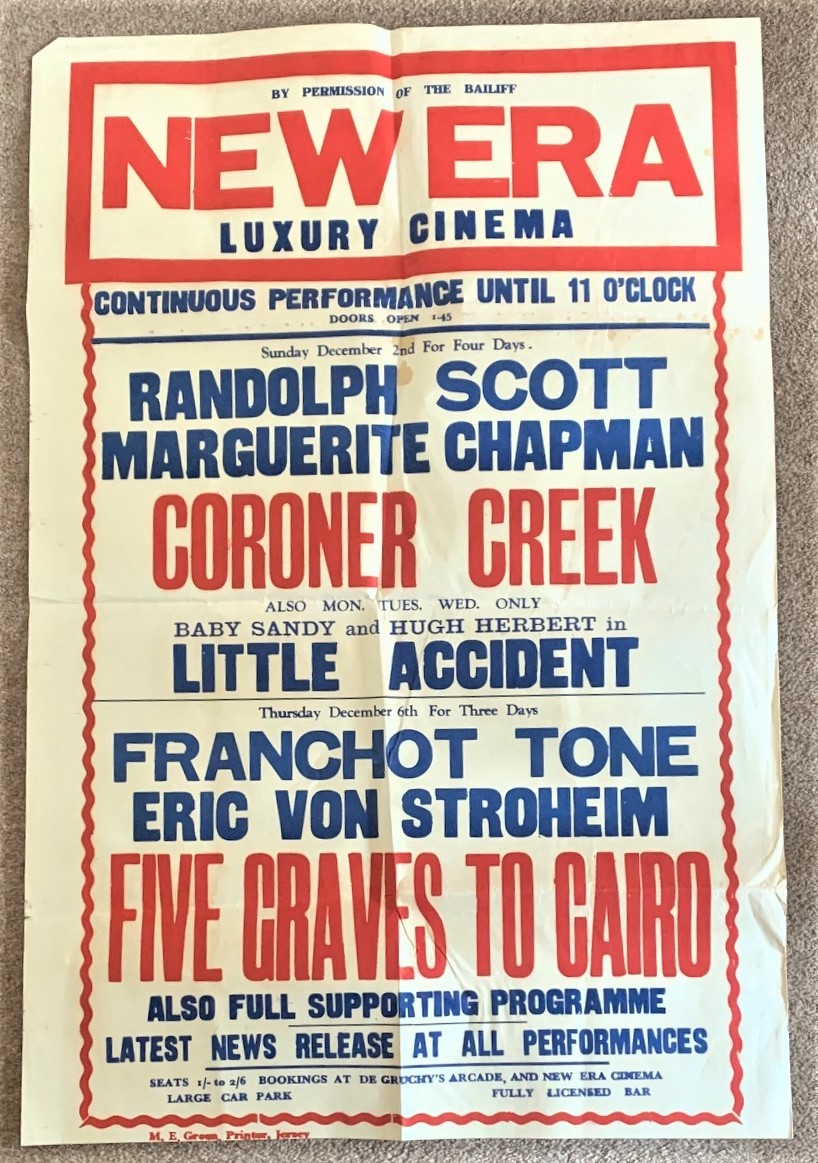 BY PERMISSION OF THE BAILIFF
NEW ERA
LUXURY CINEMA
CONTINUOUS PERFORMANCE UNTIL 11 O'CLOCK
DOORS OPEN 1-45
Sunday December 2nd For Four Days.
RANDOLPH SCOTT
MARGUERITE CHAPMAN
CORONER CREEK
ALSO MON. TUES. WED. ONLY
BABY SANDY and HUGH HERBERT in
LITTLE ACCIDENT
Thursday December 6th For Three Days
FRANCHOT TONE
ERIC VON STROHEIM
FIVE GRAVES TO CAIRO
ALSO FULL SUPPORTING PROGRAMME
LATEST NEWS RELEASE AT ALL PERFORMANCES
SEATS 1/- to 2/6 BOOKINGS AT DE GRUCHY'S ARCADE, AND NEW ERA CINEMA
LARGE CAR PARK FULLY LICENSED BAR
M. E. Green, Printer, Jersey